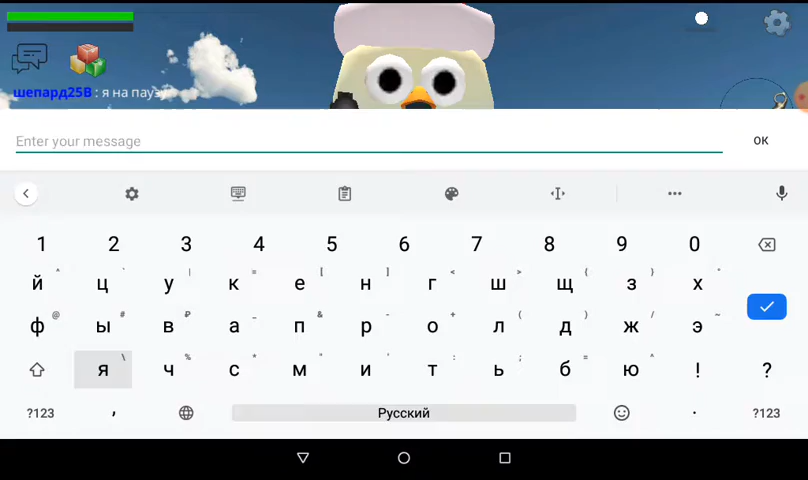 шепард25В : я на паузу
Enter your message
ОК
1 2 3 4 5 6 7 8 9 0
й ц у к е н г ш щ з х
ф ы в а п р о л д ж э
я ч с м и т ь б ю ! ?
?123 , Русский . ?123